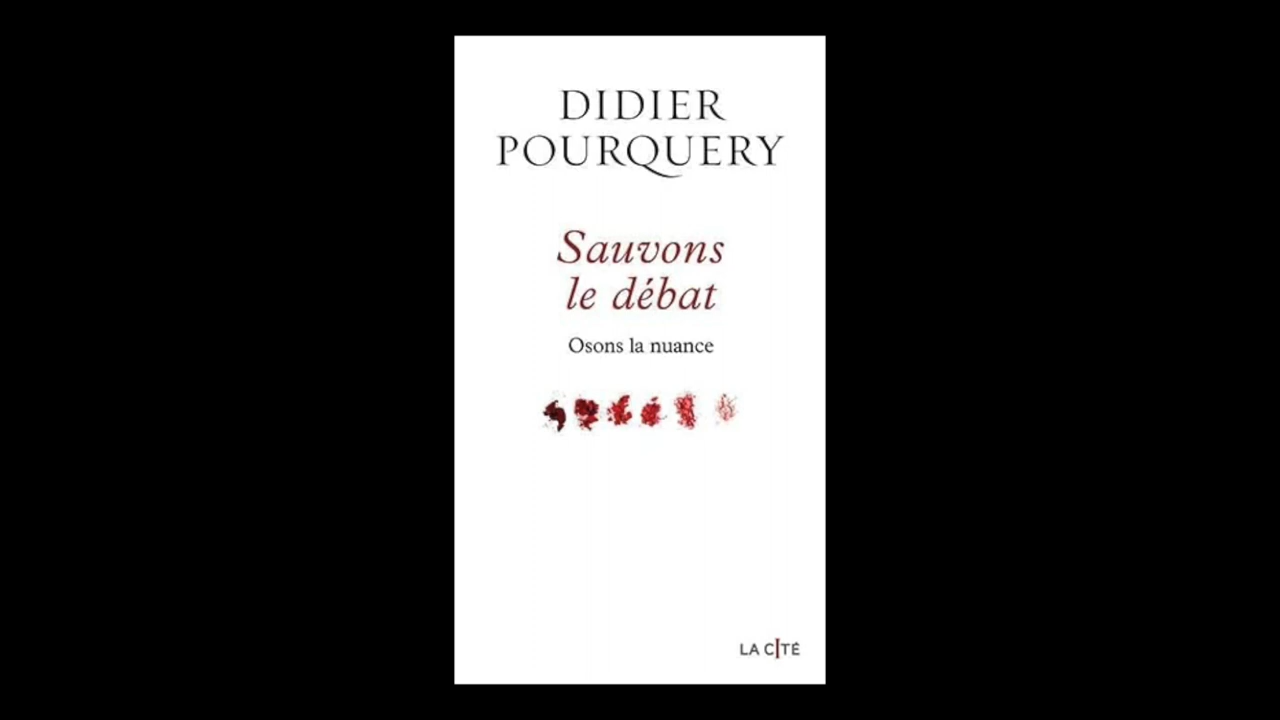 DIDIER
POURQUERY
Sauvons
le débat
Osons la nuance
LA CITÉ